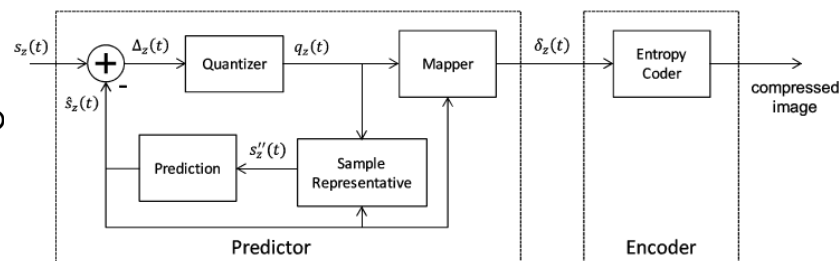 s_z(t)
Δ_z(t)
Quantizer
q_z(t)
Mapper
δ_z(t)
Entropy
Coder
compressed
image
+
-
ŝ_z(t)
Prediction
s''_z(t)
Sample
Representative
Predictor
Encoder